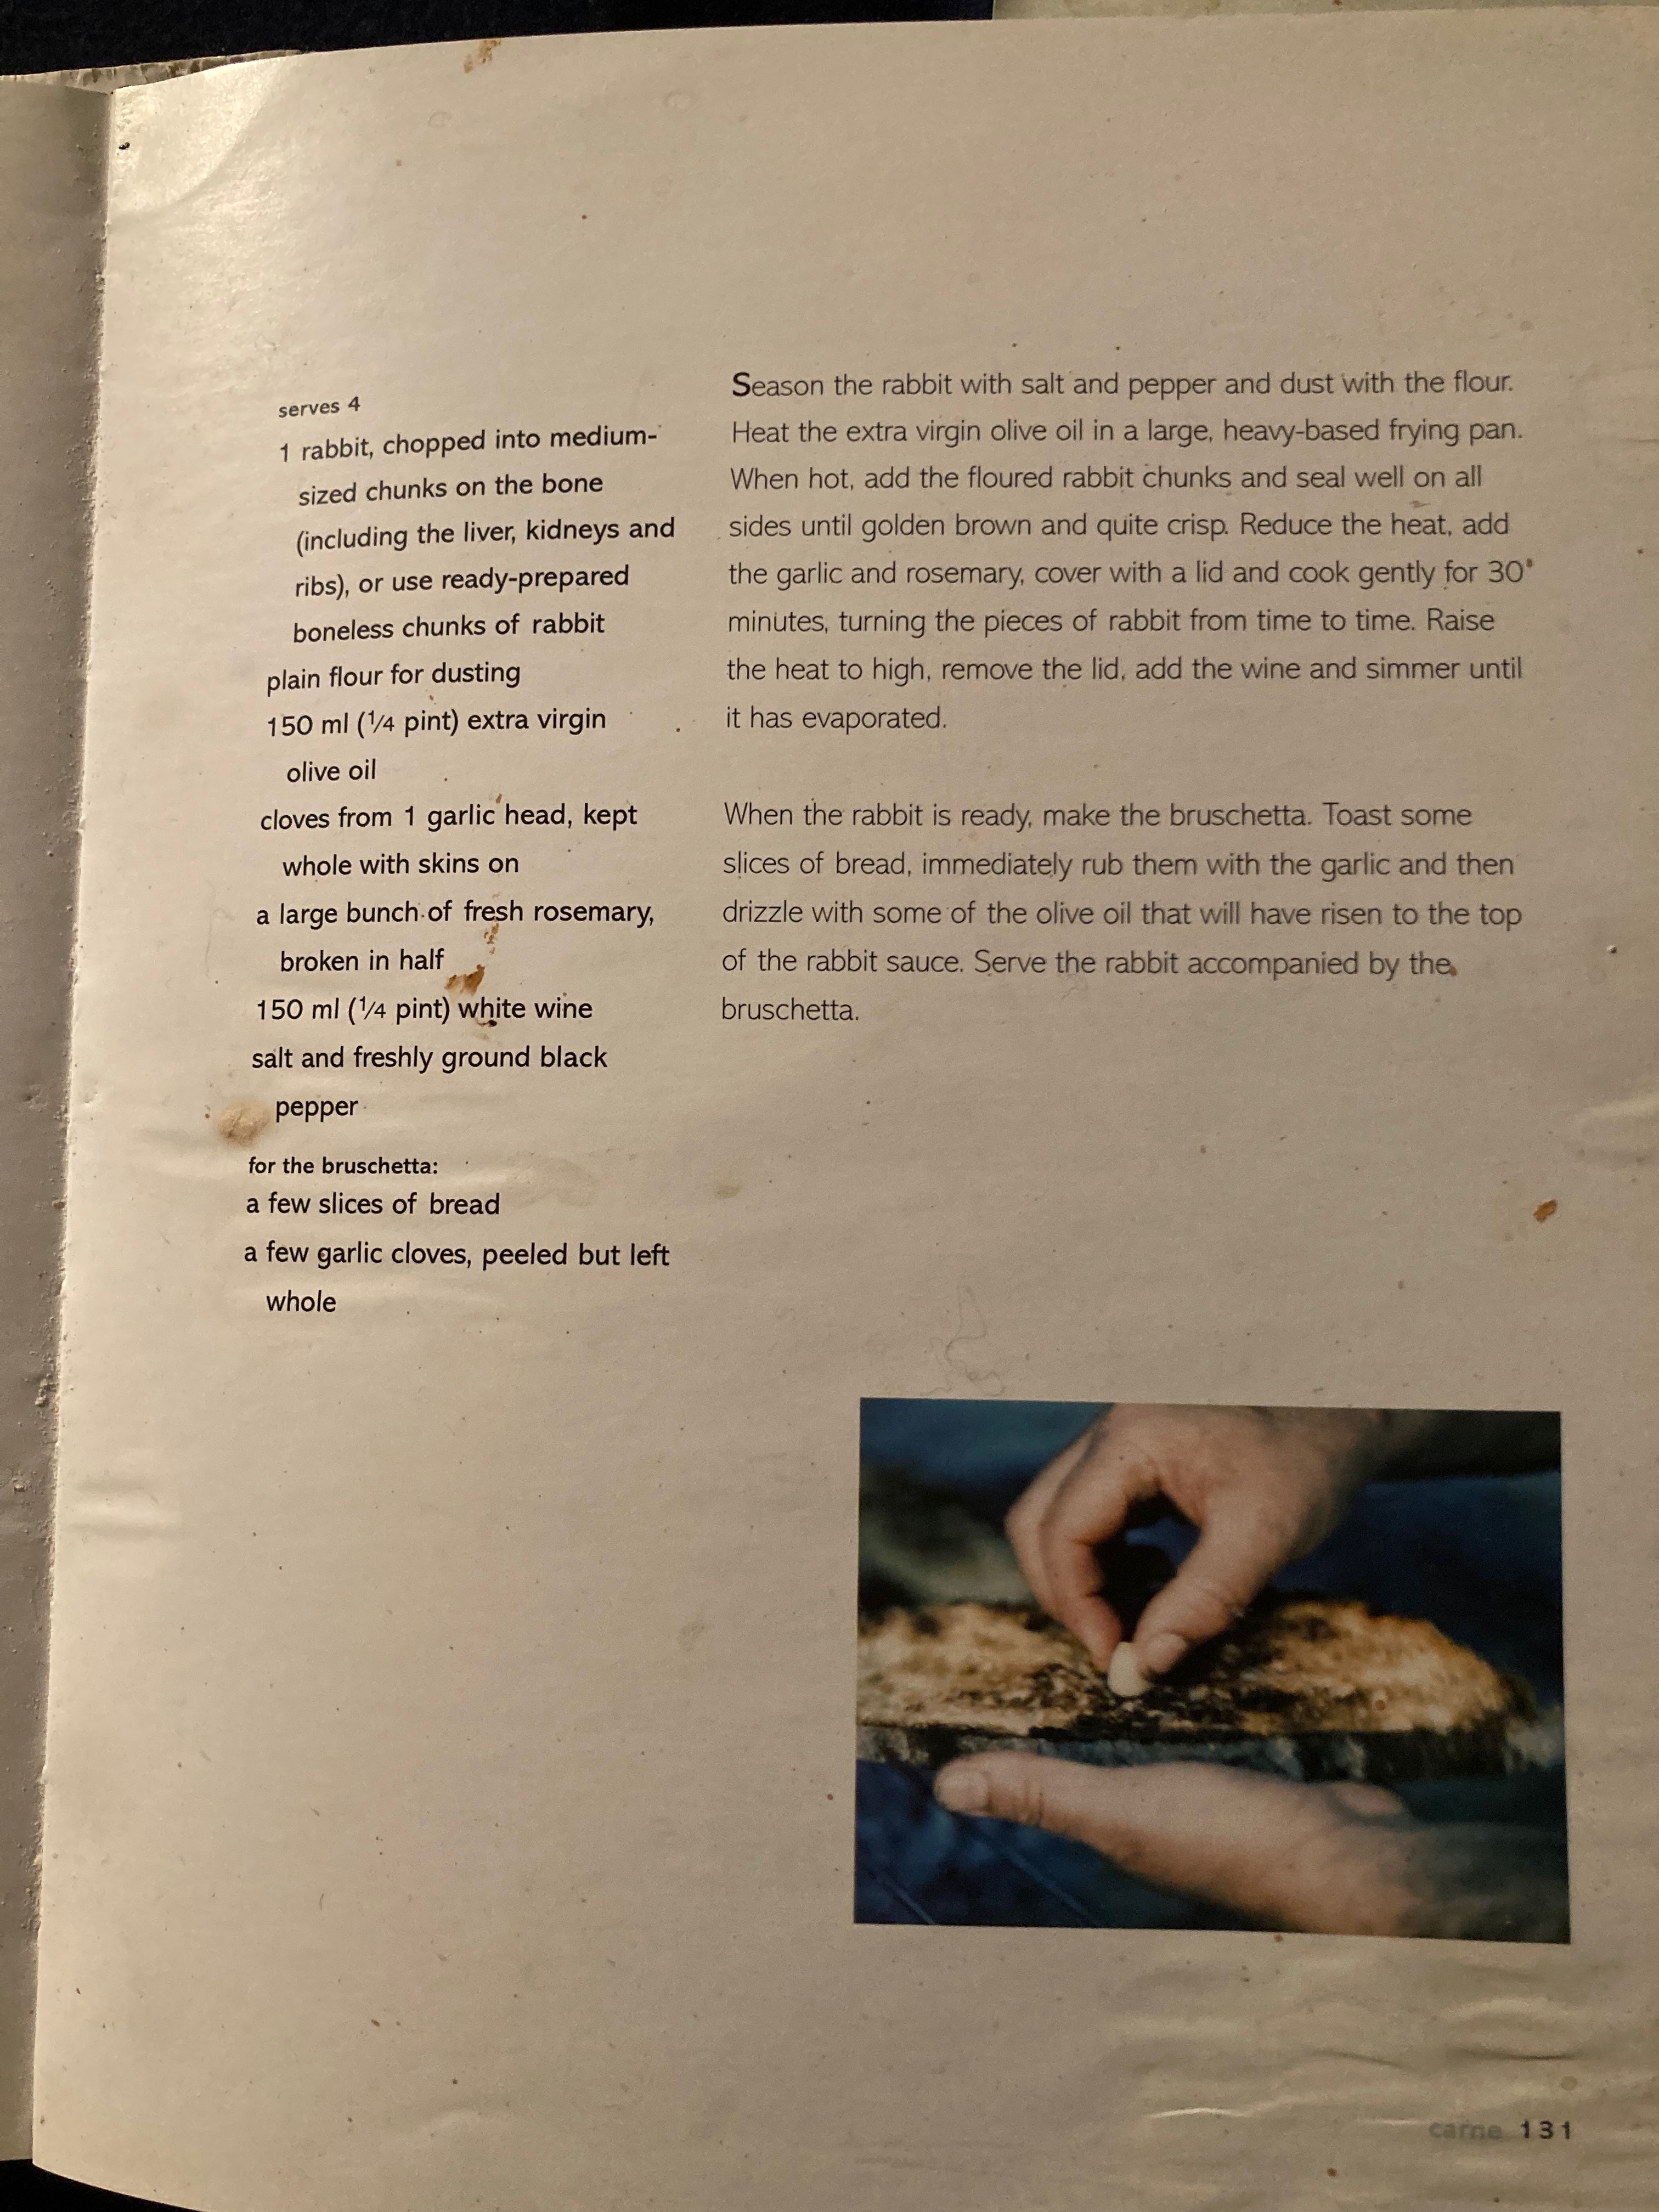 serves 4
1 rabbit, chopped into medium-
sized chunks on the bone
(including the liver, kidneys and
ribs), or use ready-prepared
boneless chunks of rabbit
plain flour for dusting
150 ml (1/4 pint) extra virgin
olive oil
cloves from 1 garlic head, kept
whole with skins on
a large bunch of fresh rosemary,
broken in half
150 ml (1/4 pint) white wine
salt and freshly ground black
pepper
for the bruschetta:
a few slices of bread
a few garlic cloves, peeled but left
whole
Season the rabbit with salt and pepper and dust with the flour.
Heat the extra virgin olive oil in a large, heavy-based frying pan.
When hot, add the floured rabbit chunks and seal well on all
sides until golden brown and quite crisp. Reduce the heat, add
the garlic and rosemary, cover with a lid and cook gently for 30
minutes, turning the pieces of rabbit from time to time. Raise
the heat to high, remove the lid, add the wine and simmer until
it has evaporated.
When the rabbit is ready, make the bruschetta. Toast some
slices of bread, immediately rub them with the garlic and then
drizzle with some of the olive oil that will have risen to the top
of the rabbit sauce. Serve the rabbit accompanied by the
bruschetta.
carne 131